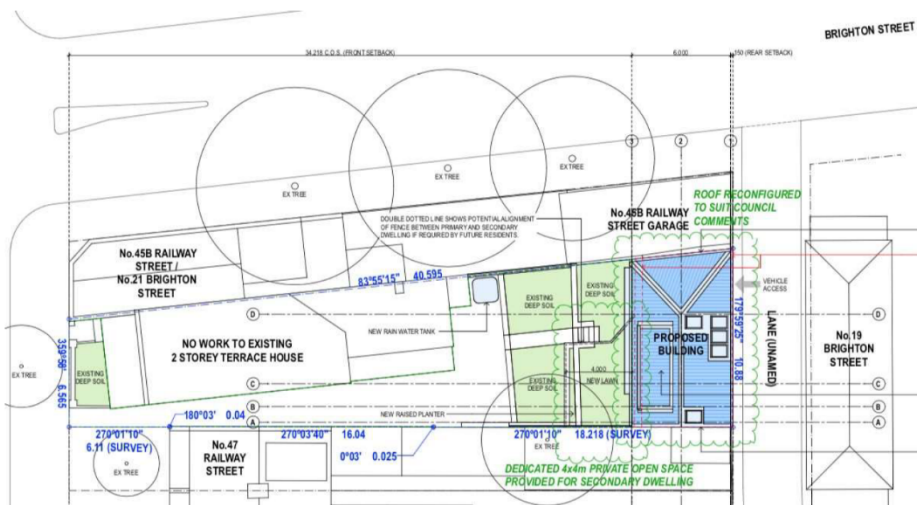 BRIGHTON STREET
34.218 C.O.S. (FRONT SETBACK)
6.000
150 (REAR SETBACK)
3
2
1
EX TREE
EX TREE
EX TREE
ROOF RECONFIGURED
TO SUIT COUNCIL
COMMENTS
DOUBLE DOTTED LINE SHOWS POTENTIAL ALIGNMENT
OF FENCE BETWEEN PRIMARY AND SECONDARY
DWELLING IF REQUIRED BY FUTURE RESIDENTS.
No.45B RAILWAY
STREET GARAGE
No.45B RAILWAY
STREET /
No.21 BRIGHTON
STREET
83°55'15" 40.595
EXISTING
DEEP SOIL
EXISTING
DEEP SOIL
VEHICLE
ACCESS
D
D
NEW RAIN WATER TANK
NO WORK TO EXISTING
2 STOREY TERRACE HOUSE
PROPOSED
BUILDING
179°59'25" 10.88
LANE (UNAMED)
No.19
BRIGHTON
STREET
EX TREE
359°59' 6.565
EXISTING
DEEP SOIL
4,000
EXISTING
DEEP SOIL
NEW LAWN
C
C
B
B
A
A
NEW RAISED PLANTER
180°03' 0.04
270°01'10"
6.11 (SURVEY)
No.47
RAILWAY
STREET
270°03'40" 16.04
0°03' 0.025
270°01'10" 18.218 (SURVEY)
EX TREE
EX TREE
DEDICATED 4x4m PRIVATE OPEN SPACE
PROVIDED FOR SECONDARY DWELLING